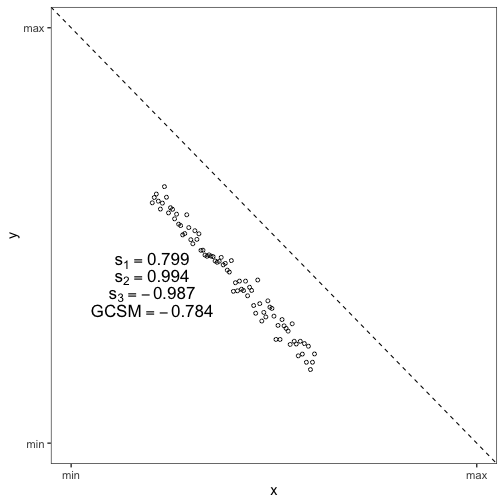 max
y
s₁ = 0.799
s₂ = 0.994
s₃ = −0.987
GCSM = −0.784
min
min max
x